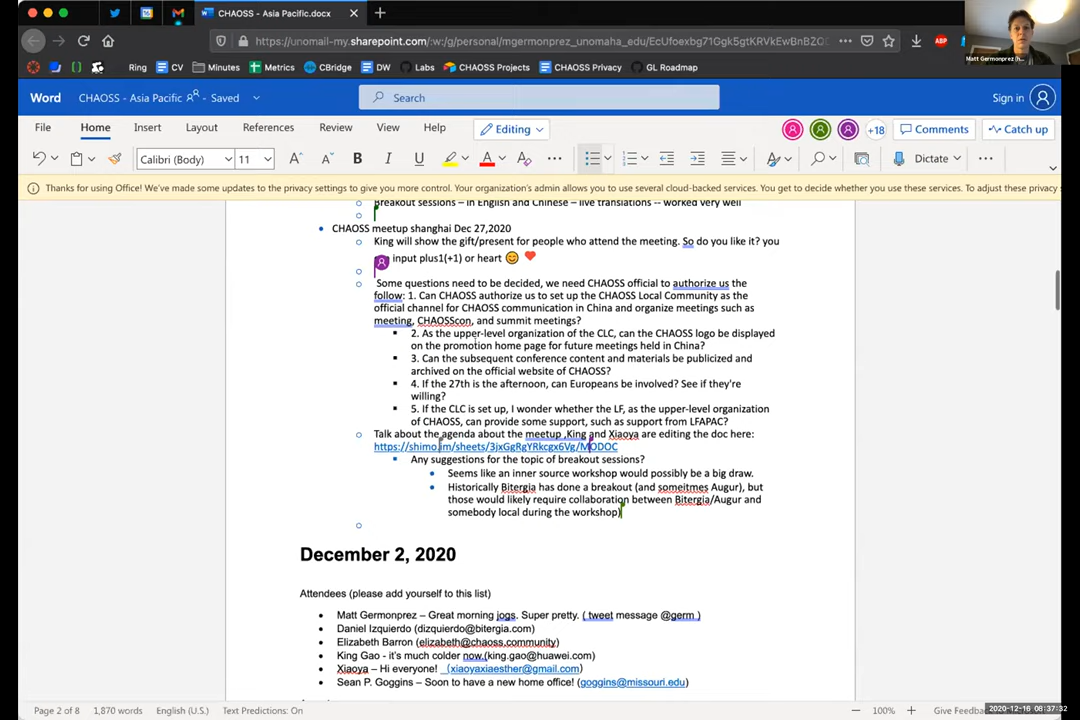 CHAOSS - Asia Pacific.docx
https://unomail-my.sharepoint.com/:w:/g/personal/mgermonprez_unomaha_edu/
Ring CV Minutes Metrics CBridge DW Labs CHAOSS Projects CHAOSS Privacy GL Roadmap
Matt Germonprez
Word CHAOSS - Asia Pacific - Saved Search Sign in
File Home Insert Layout References Review View Help Editing +18 Comments Catch up
Calibri (Body) 11 B I U A Dictate
Thanks for using Office! We've made some updates to the privacy settings to give you more control. Your organization's admin allows you to use several cloud-backed services. You get to decide whether you use these services. To adjust these privacy
Breakout sessions – in English and Chinese – live translations -- worked very well
CHAOSS meetup shanghai Dec 27,2020
King will show the gift/present for people who attend the meeting. So do you like it? you
input plus1(+1) or heart 😊 ❤
Some questions need to be decided, we need CHAOSS official to authorize us the
follow: 1. Can CHAOSS authorize us to set up the CHAOSS Local Community as the
official channel for CHAOSS communication in China and organize meetings such as
meeting, CHAOSScon, and summit meetings?
2. As the upper-level organization of the CLC, can the CHAOSS logo be displayed
on the promotion home page for future meetings held in China?
3. Can the subsequent conference content and materials be publicized and
archived on the official website of CHAOSS?
4. If the 27th is the afternoon, can Europeans be involved? See if they're
willing?
5. If the CLC is set up, I wonder whether the LF, as the upper-level organization
of CHAOSS, can provide some support, such as support from LFAPAC?
Talk about the agenda about the meetup ,King and Xiaoya are editing the doc here:
https://shimo.im/sheets/3jxGgRgYRkcgx6Vg/MODOC
Any suggestions for the topic of breakout sessions?
Seems like an inner source workshop would possibly be a big draw.
Historically Bitergia has done a breakout (and someitmes Augur), but
those would likely require collaboration between Bitergia/Augur and
somebody local during the workshop)
December 2, 2020
Attendees (please add yourself to this list)
Matt Germonprez – Great morning jogs. Super pretty. ( tweet message @germ )
Daniel Izquierdo (dizquierdo@bitergia.com)
Elizabeth Barron (elizabeth@chaoss.community)
King Gao - it's much colder now.(king.gao@huawei.com)
Xiaoya – Hi everyone! (xiaoyaxiaesther@gmail.com)
Sean P. Goggins – Soon to have a new home office! (goggins@missouri.edu)
Page 2 of 8 1,870 words English (U.S.) Text Predictions: On 100% Give Feedback
2020-12-16 08:37:32